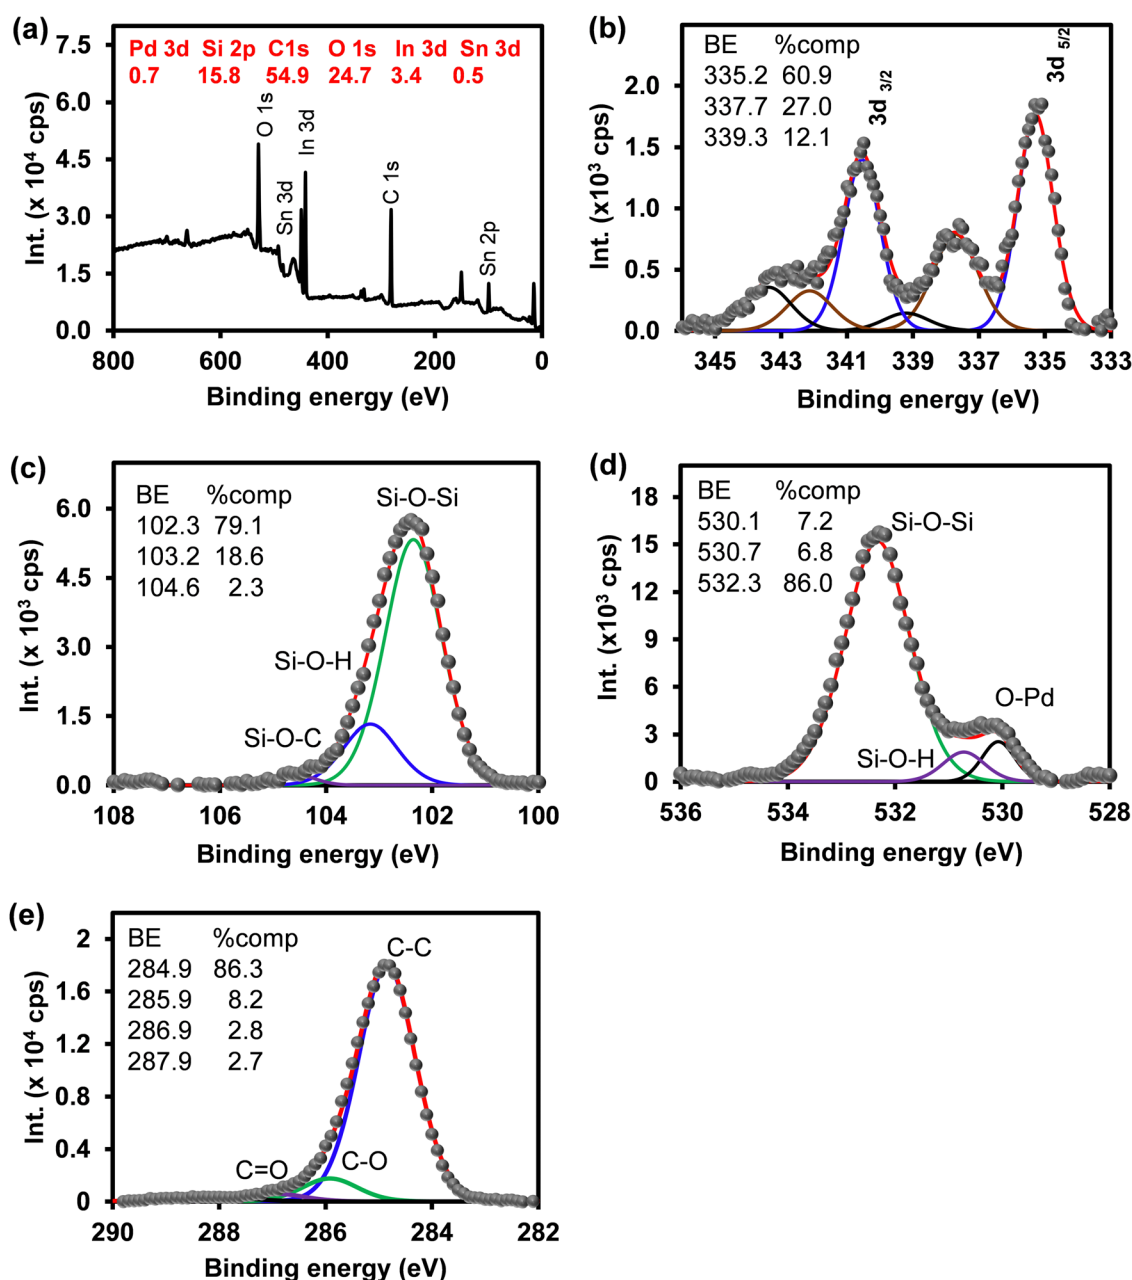 (a)
Pd 3d Si 2p C1s O 1s In 3d Sn 3d
0.7 15.8 54.9 24.7 3.4 0.5
O 1s
Sn 3d
In 3d
C 1s
Sn 2p
7.5
6.0
4.5
3.0
1.5
0.0
Int. (x 10⁴ cps)
800 600 400 200 0
Binding energy (eV)
(b)
BE %comp
335.2 60.9
337.7 27.0
339.3 12.1
3d 3/2
3d 5/2
2.0
1.5
1.0
0.5
0.0
Int. (x10³ cps)
345 343 341 339 337 335 333
Binding energy (eV)
(c)
BE %comp
102.3 79.1
103.2 18.6
104.6 2.3
Si-O-Si
Si-O-H
Si-O-C
6.0
4.5
3.0
1.5
0.0
Int. (x 10³ cps)
108 106 104 102 100
Binding energy (eV)
(d)
BE %comp
530.1 7.2
530.7 6.8
532.3 86.0
Si-O-Si
O-Pd
Si-O-H
18
15
12
9
6
3
0
Int. (x10³ cps)
536 534 532 530 528
Binding energy (eV)
(e)
BE %comp
284.9 86.3
285.9 8.2
286.9 2.8
287.9 2.7
C-C
C=O
C-O
2
1.6
1.2
0.8
0.4
0
Int. (x 10⁴ cps)
290 288 286 284 282
Binding energy (eV)